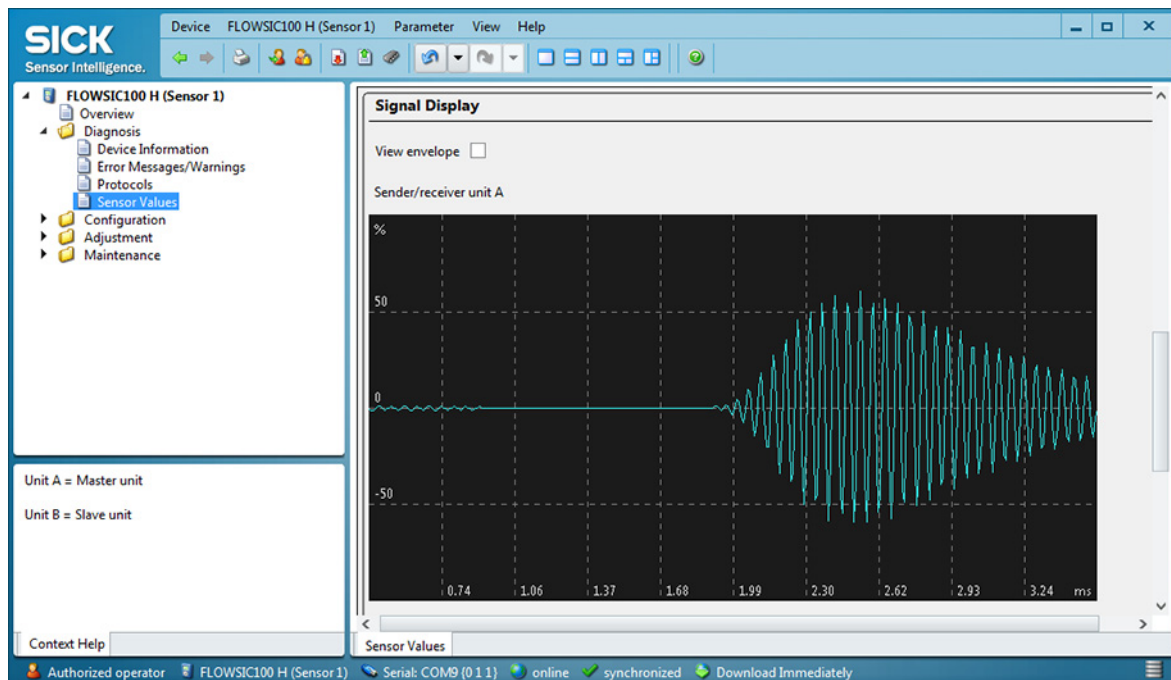 SICK
Sensor Intelligence.
Device FLOWSIC100 H (Sensor 1) Parameter View Help
FLOWSIC100 H (Sensor 1)
Overview
Diagnosis
Device Information
Error Messages/Warnings
Protocols
Sensor Values
Configuration
Adjustment
Maintenance
Unit A = Master unit
Unit B = Slave unit
Context Help
Signal Display
View envelope
Sender/receiver unit A
%
50
0
-50
0.74 1.06 1.37 1.68 1.99 2.30 2.62 2.93 3.24 ms
Sensor Values
Authorized operator FLOWSIC100 H (Sensor 1) Serial: COM9 (0 1 1) online synchronized Download Immediately